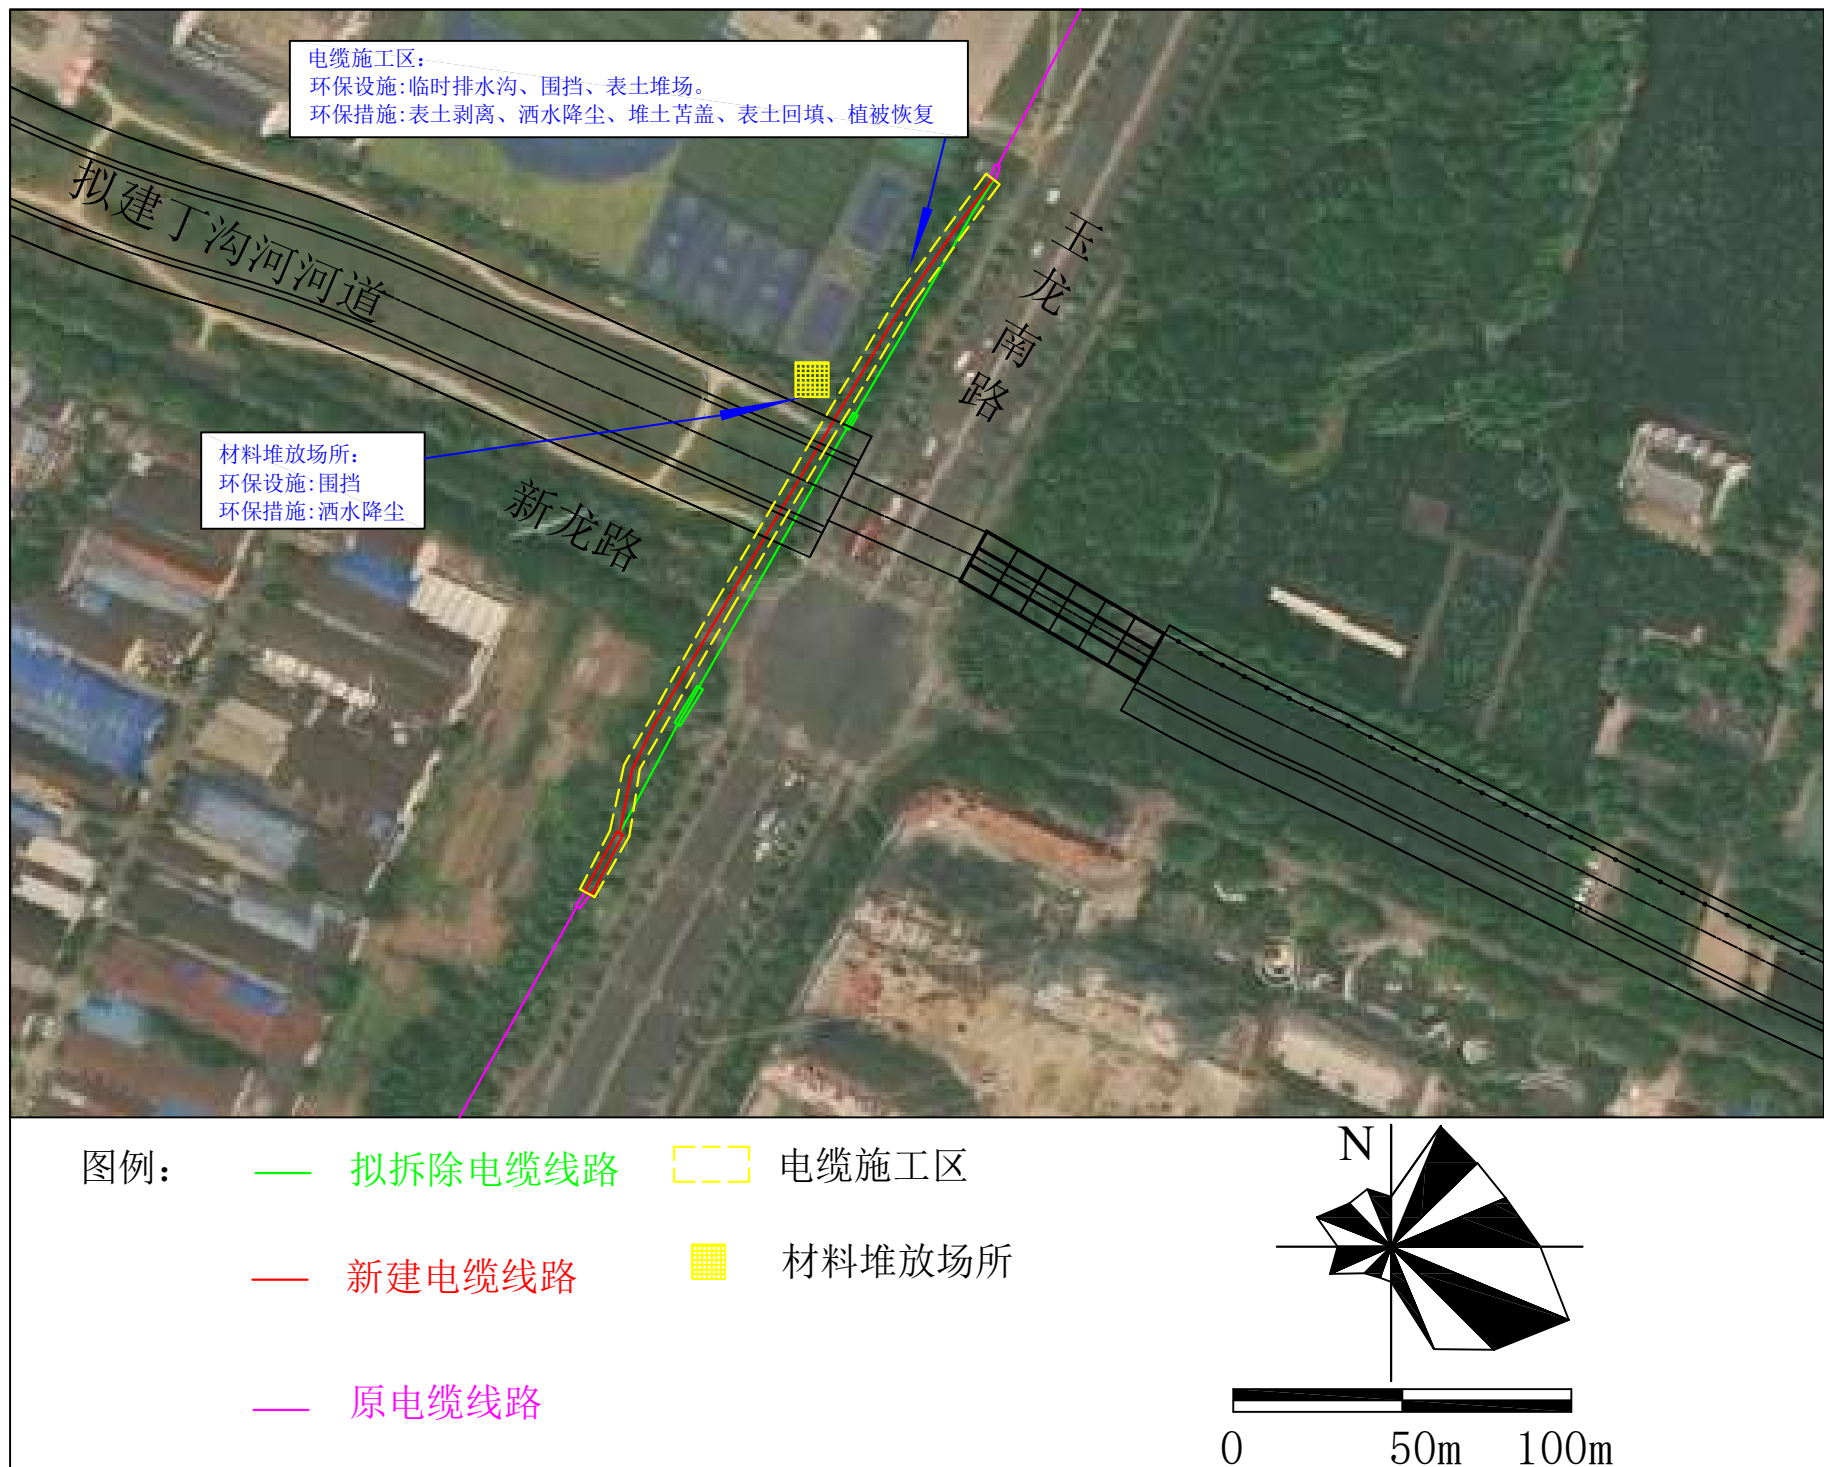 电缆施工区：
环保设施：临时排水沟、围挡、表土堆场。
环保措施：表土剥离、洒水降尘、堆土苫盖、表土回填、植被恢复
拟建丁沟河河道
玉龙南路
材料堆放场所：
环保设施：围挡
环保措施：洒水降尘
新龙路
图例：
拟拆除电缆线路
电缆施工区
新建电缆线路
材料堆放场所
原电缆线路
N
0 50m 100m